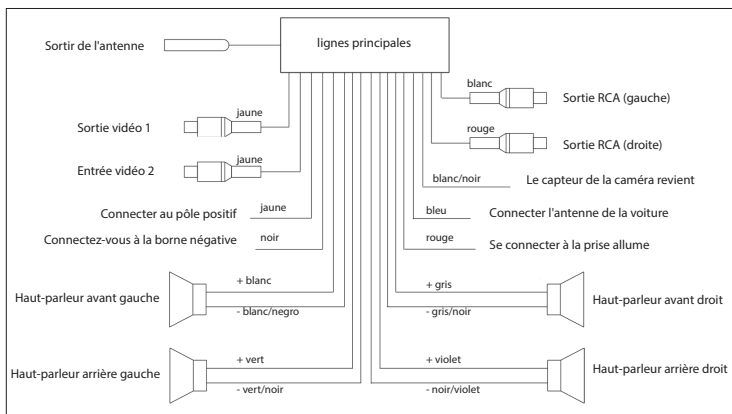 lignes principales
Sortir de l'antenne
blanc
Sortie RCA (gauche)
jaune
Sortie vidéo 1
rouge
Sortie RCA (droite)
jaune
Entrée vidéo 2
blanc/noir
Le capteur de la caméra revient
Connecter au pôle positif
jaune
bleu
Connecter l'antenne de la voiture
Connectez-vous à la borne négative
noir
rouge
Se connecter à la prise allume
+ blanc
Haut-parleur avant gauche
- blanc/negro
+ gris
Haut-parleur avant droit
- gris/noir
+ vert
Haut-parleur arrière gauche
- vert/noir
+ violet
Haut-parleur arrière droit
- noir/violet